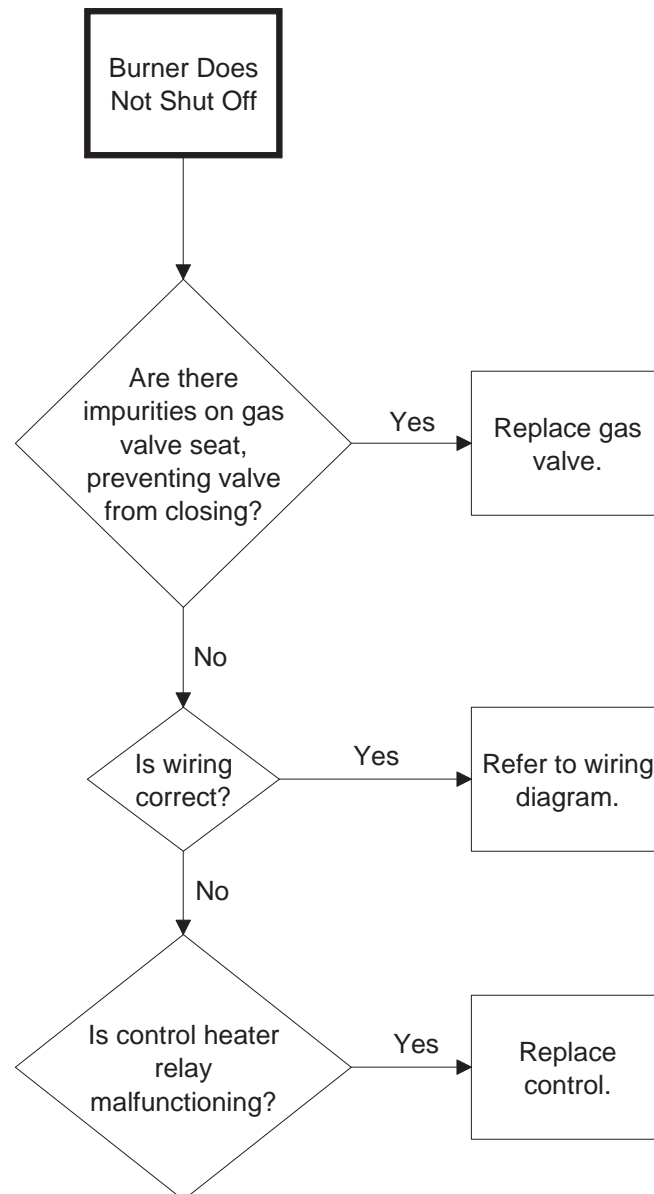 Burner Does
Not Shut Off
Are there
impurities on gas
valve seat,
preventing valve
from closing?
Yes
Replace gas
valve.
No
Is wiring
correct?
Yes
Refer to wiring
diagram.
No
Is control heater
relay
malfunctioning?
Yes
Replace
control.